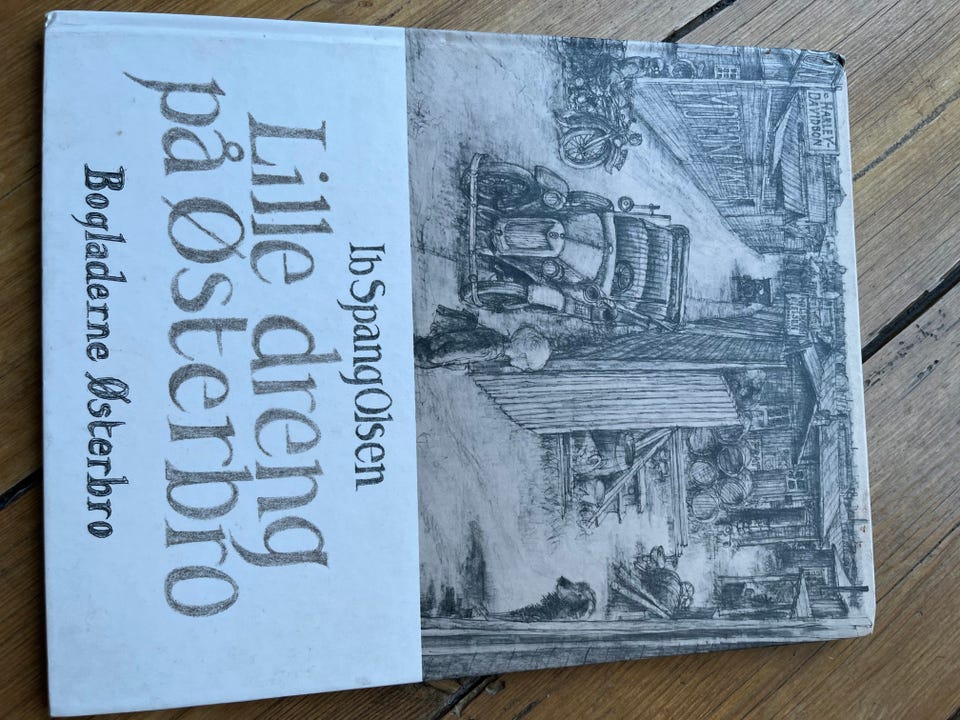 HARLEY-
DAVIDSON
Ib Spang Olsen
Lille dreng
på Østerbro
Bogladerne Østerbro